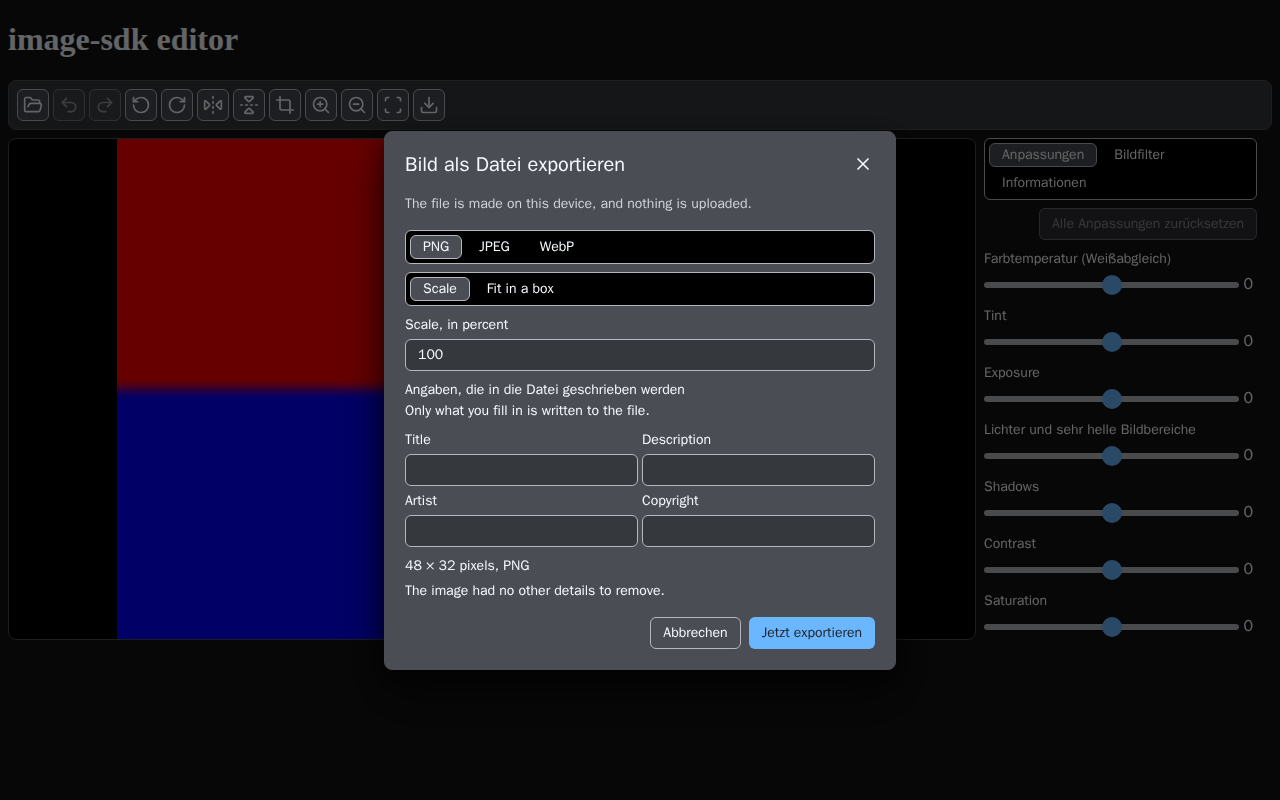 image-sdk editor
Bild als Datei exportieren
The file is made on this device, and nothing is uploaded.
PNG JPEG WebP
Scale Fit in a box
Scale, in percent
100
Angaben, die in die Datei geschrieben werden
Only what you fill in is written to the file.
Title Description
Artist Copyright
48 × 32 pixels, PNG
The image had no other details to remove.
Abbrechen Jetzt exportieren
Anpassungen Bildfilter
Informationen
Alle Anpassungen zurücksetzen
Farbtemperatur (Weißabgleich)
0
Tint
0
Exposure
0
Lichter und sehr helle Bildbereiche
0
Shadows
0
Contrast
0
Saturation
0